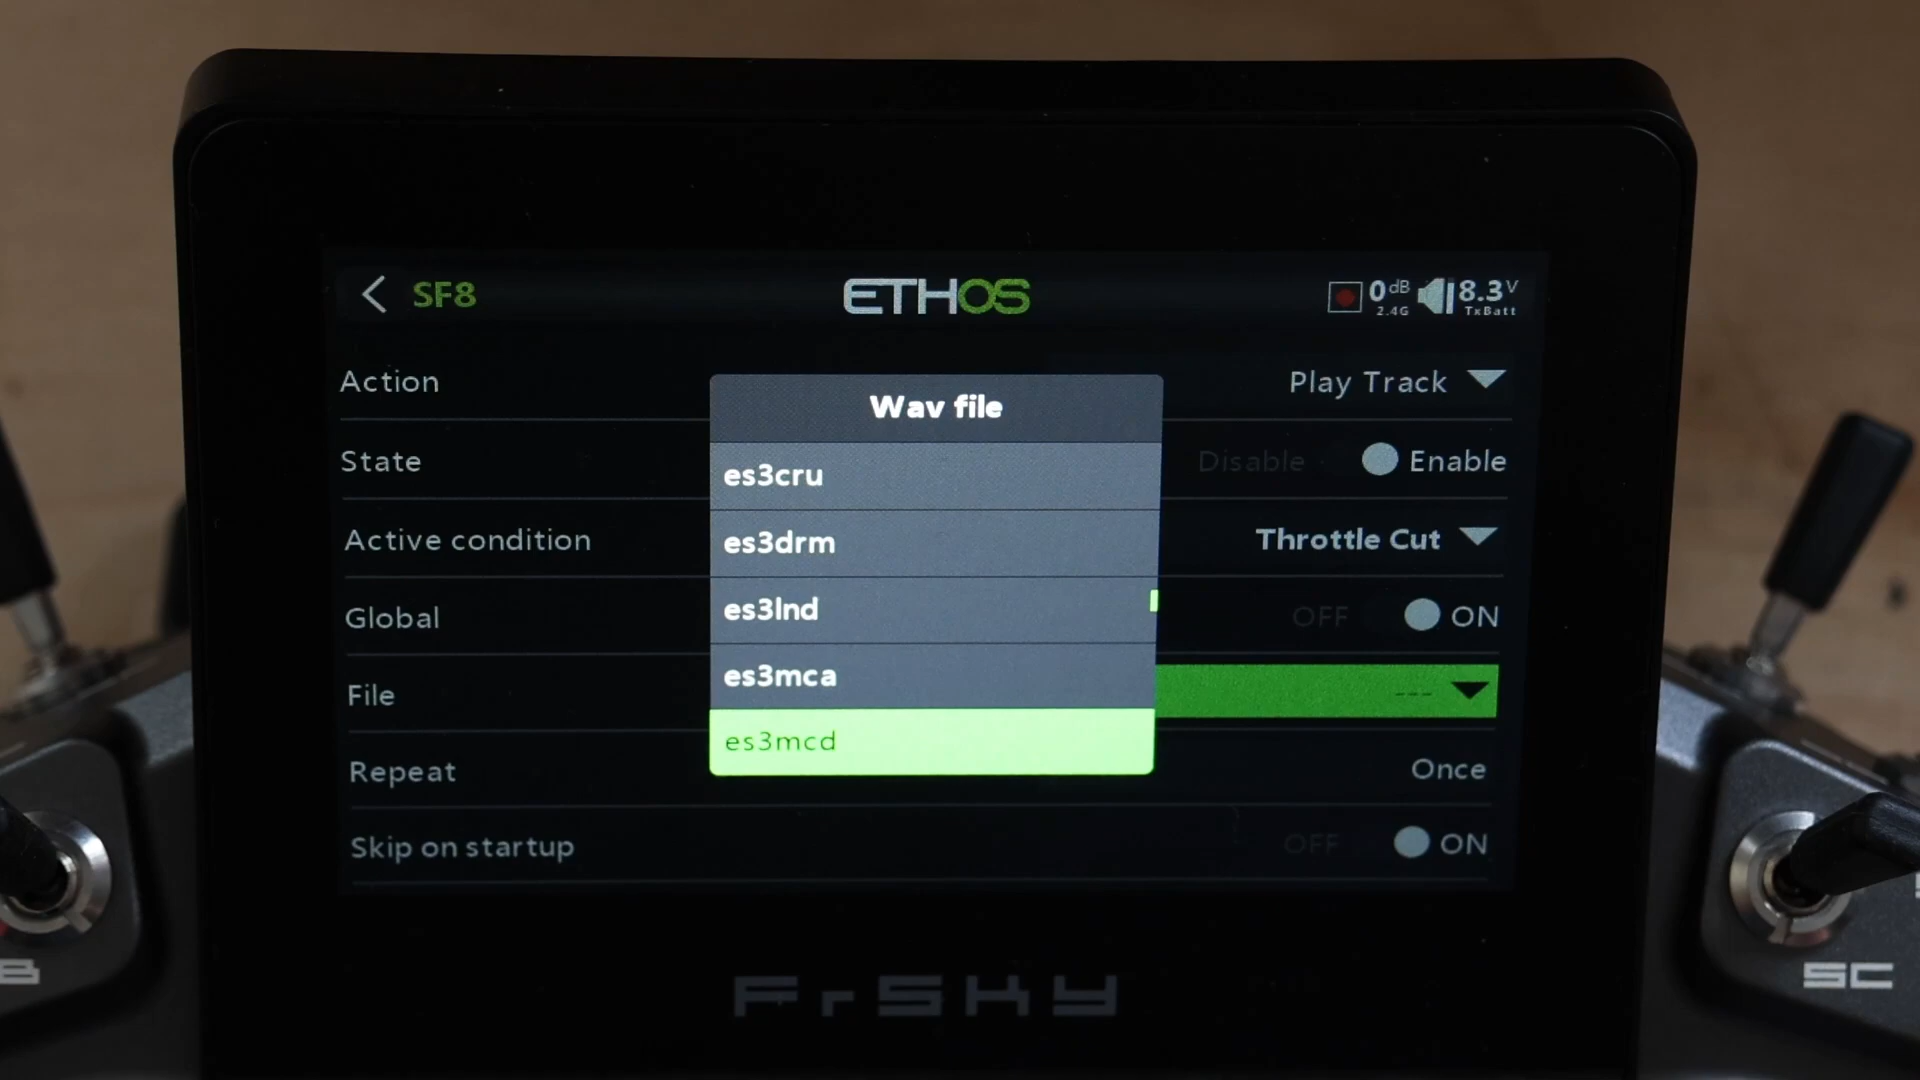 < SF8
ETHOS
0 dB 2.4G
8.3 V TxBatt
Action
Play Track
State
Disable
Enable
Active condition
Throttle Cut
Global
OFF
ON
File
---
Repeat
Once
Skip on startup
OFF
ON
Wav file
es3cru
es3drm
es3lnd
es3mca
es3mcd
FrSKY
B
SC